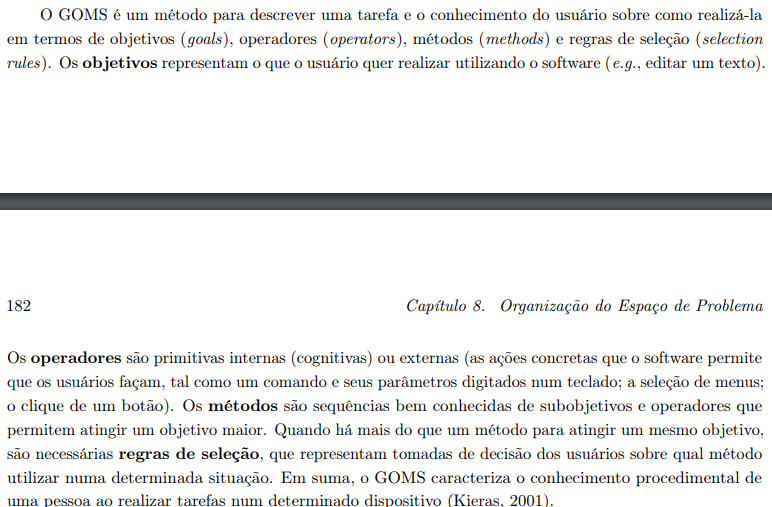 O GOMS é um método para descrever uma tarefa e o conhecimento do usuário sobre como realizá-la
em termos de objetivos (goals), operadores (operators), métodos (methods) e regras de seleção (selection
rules). Os objetivos representam o que o usuário quer realizar utilizando o software (e.g., editar um texto).
182 Capítulo 8. Organização do Espaço de Problema
Os operadores são primitivas internas (cognitivas) ou externas (as ações concretas que o software permite
que os usuários façam, tal como um comando e seus parâmetros digitados num teclado; a seleção de menus;
o clique de um botão). Os métodos são sequências bem conhecidas de subobjetivos e operadores que
permitem atingir um objetivo maior. Quando há mais do que um método para atingir um mesmo objetivo,
são necessárias regras de seleção, que representam tomadas de decisão dos usuários sobre qual método
utilizar numa determinada situação. Em suma, o GOMS caracteriza o conhecimento procedimental de
uma pessoa ao realizar tarefas num determinado dispositivo (Kieras, 2001).